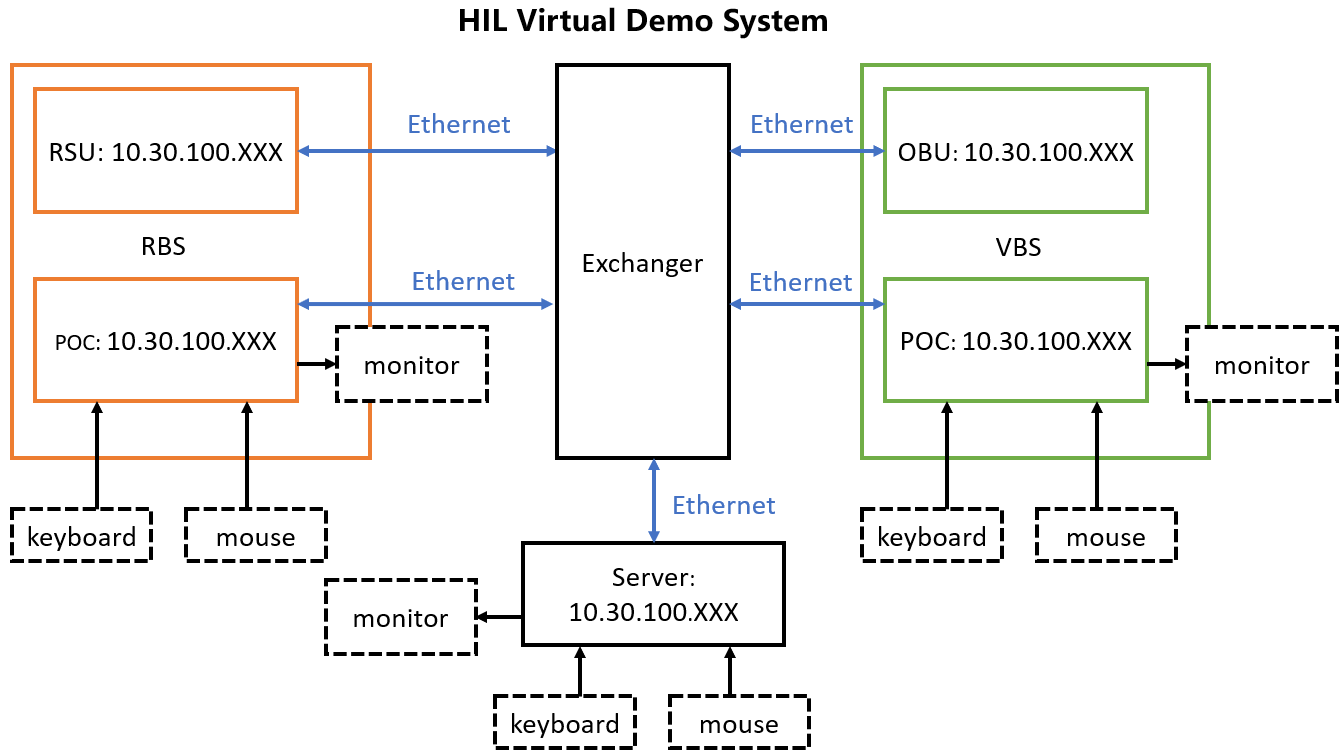 HIL Virtual Demo System
Ethernet
Ethernet
RSU: 10.30.100.XXX
OBU: 10.30.100.XXX
RBS
Exchanger
VBS
Ethernet
Ethernet
POC: 10.30.100.XXX
POC: 10.30.100.XXX
monitor
monitor
Ethernet
keyboard
mouse
keyboard
mouse
Server:
10.30.100.XXX
monitor
keyboard
mouse